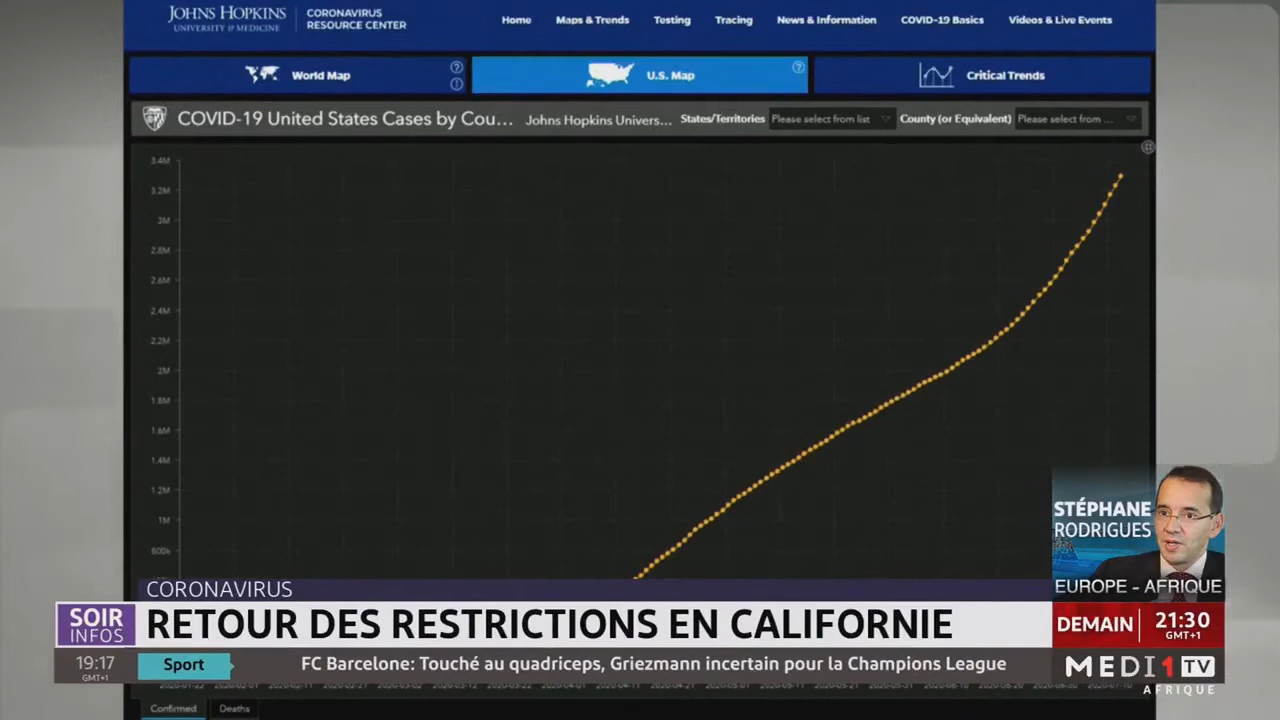 JOHNS HOPKINS
UNIVERSITY & MEDICINE
CORONAVIRUS
RESOURCE CENTER
Home
Maps & Trends
Testing
Tracing
News & Information
COVID-19 Basics
Videos & Live Events
World Map
U.S. Map
Critical Trends
COVID-19 United States Cases by Cou...
Johns Hopkins Univers...
States/Territories
Please select from list
County (or Equivalent)
Please select from ...
3.4M
3.2M
3M
2.8M
2.6M
2.4M
2.2M
2M
1.8M
1.6M
1.4M
1.2M
1M
800k
STÉPHANE
RODRIGUES
EUROPE - AFRIQUE
DEMAIN
21:30
GMT+1
CORONAVIRUS
SOIR
INFOS
RETOUR DES RESTRICTIONS EN CALIFORNIE
19:17
GMT+1
Sport
FC Barcelone: Touché au quadriceps, Griezmann incertain pour la Champions League
MEDI1TV
AFRIQUE
Confirmed
Deaths